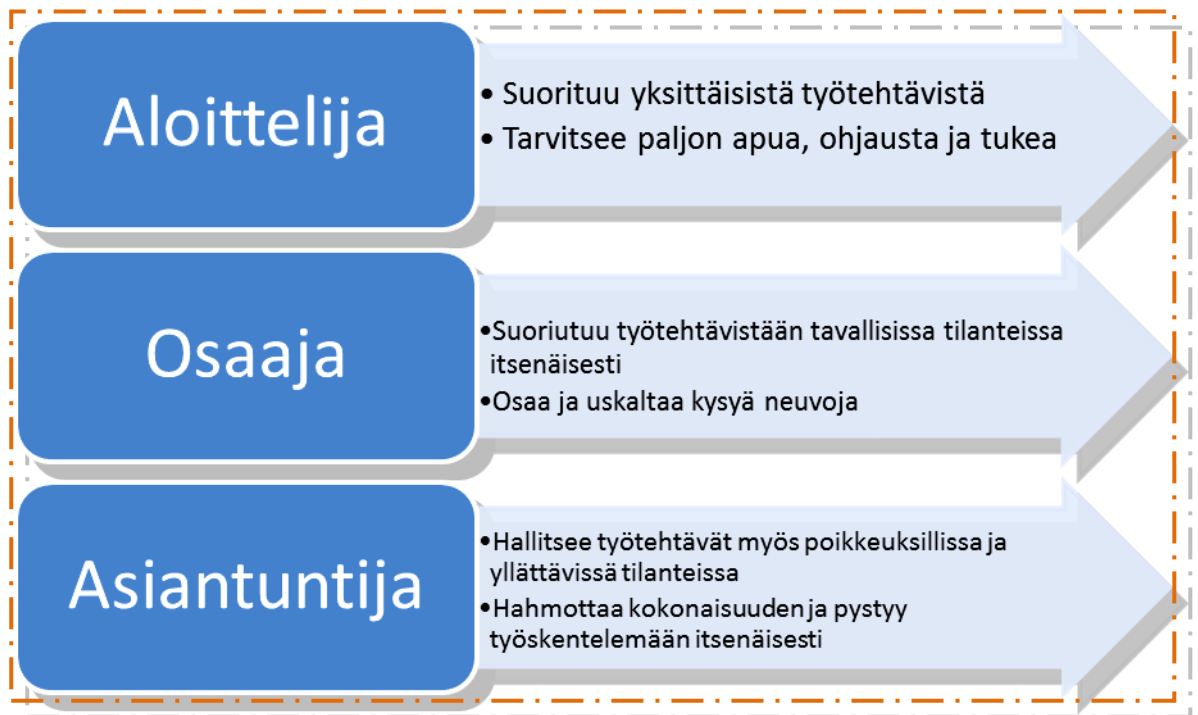 Aloittelija
• Suorituu yksittäisistä työtehtävistä
• Tarvitsee paljon apua, ohjausta ja tukea
Osaaja
•Suoriutuu työtehtävistään tavallisissa tilanteissa
itsenäisesti
•Osaa ja uskaltaa kysyä neuvoja
Asiantuntija
•Hallitsee työtehtävät myös poikkeuksillissa ja
yllättävissä tilanteissa
•Hahmottaa kokonaisuuden ja pystyy
työskentelemään itsenäisesti